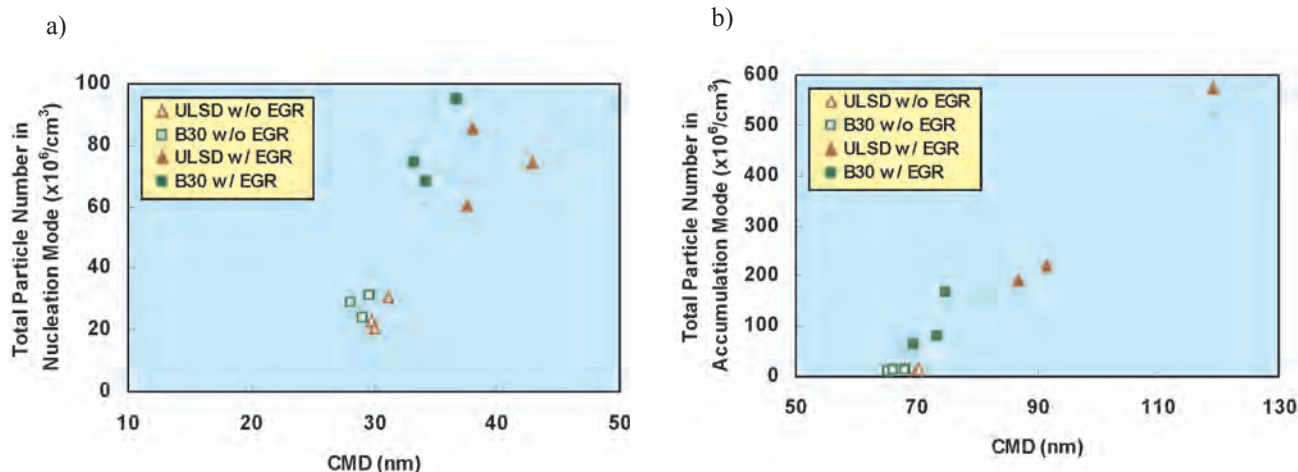 a)
Total Particle Number in
Nucleation Mode (x10⁶/cm³)
100
80
60
40
20
0
ULSD w/o EGR
B30 w/o EGR
ULSD w/ EGR
B30 w/ EGR
10 20 30 40 50
CMD (nm)
b)
Total Particle Number in
Accumulation Mode (x10⁶/cm³)
600
500
400
300
200
100
0
ULSD w/o EGR
B30 w/o EGR
ULSD w/ EGR
B30 w/ EGR
50 70 90 110 130
CMD (nm)